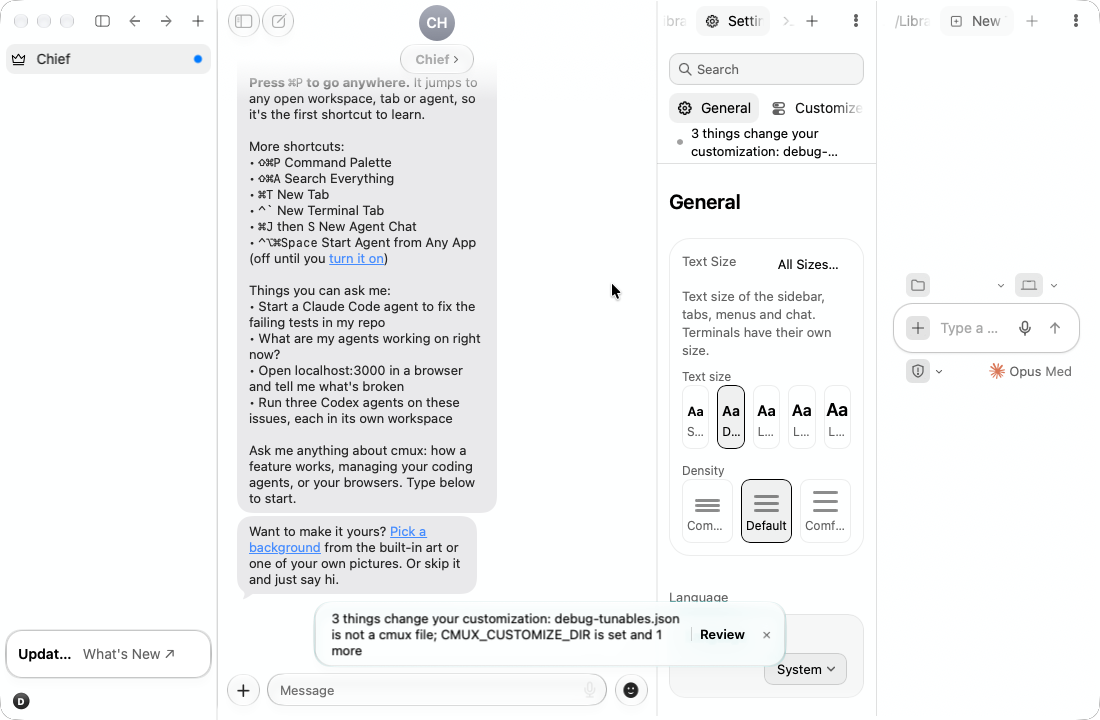 Chief
Updat...
What's New ↗
D
CH
Chief ›
Press ⌘P to go anywhere. It jumps to
any open workspace, tab or agent, so
it's the first shortcut to learn.
More shortcuts:
• ⇧⌘P Command Palette
• ⇧⌘A Search Everything
• ⌘T New Tab
• ^` New Terminal Tab
• ⌘J then S New Agent Chat
• ^⌥⌘Space Start Agent from Any App
(off until you turn it on)
Things you can ask me:
• Start a Claude Code agent to fix the
failing tests in my repo
• What are my agents working on right
now?
• Open localhost:3000 in a browser
and tell me what's broken
• Run three Codex agents on these
issues, each in its own workspace
Ask me anything about cmux: how a
feature works, managing your coding
agents, or your browsers. Type below
to start.
Want to make it yours? Pick a
background from the built-in art or
one of your own pictures. Or skip it
and just say hi.
3 things change your customization: debug-tunables.json
is not a cmux file; CMUX_CUSTOMIZE_DIR is set and 1
more
Review
Message
Settin
Search
General
Customize
3 things change your
customization: debug-...
General
Text Size
All Sizes...
Text size of the sidebar,
tabs, menus and chat.
Terminals have their own
size.
Text size
Aa Aa Aa Aa Aa
S... D... L... L... L...
Density
Com... Default Comf...
Language
System
/Libra
New
Type a ...
Opus Med